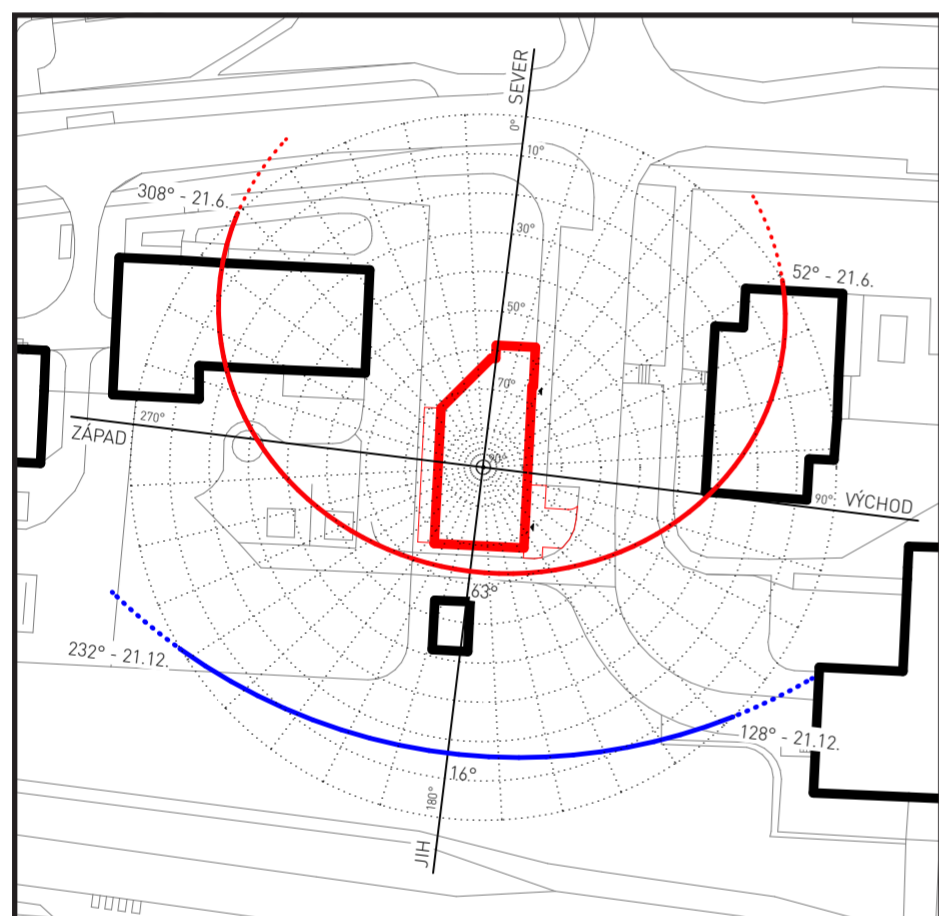 SEVER
0°
10°
308° - 21.6.
30°
52° - 21.6.
50°
70°
270°
ZÁPAD
90°
90°
VÝCHOD
63°
232° - 21.12.
128° - 21.12.
16°
180°
JIH